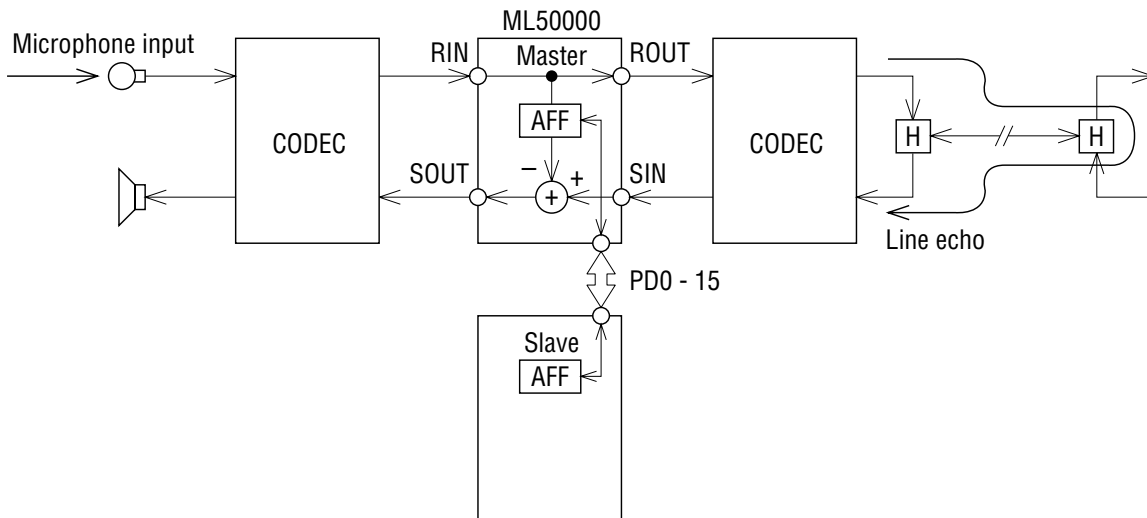 ML50000
Microphone input
RIN
Master
ROUT
AFF
CODEC
CODEC
H
H
−
+
SOUT
+
SIN
Line echo
PD0 - 15
Slave
AFF